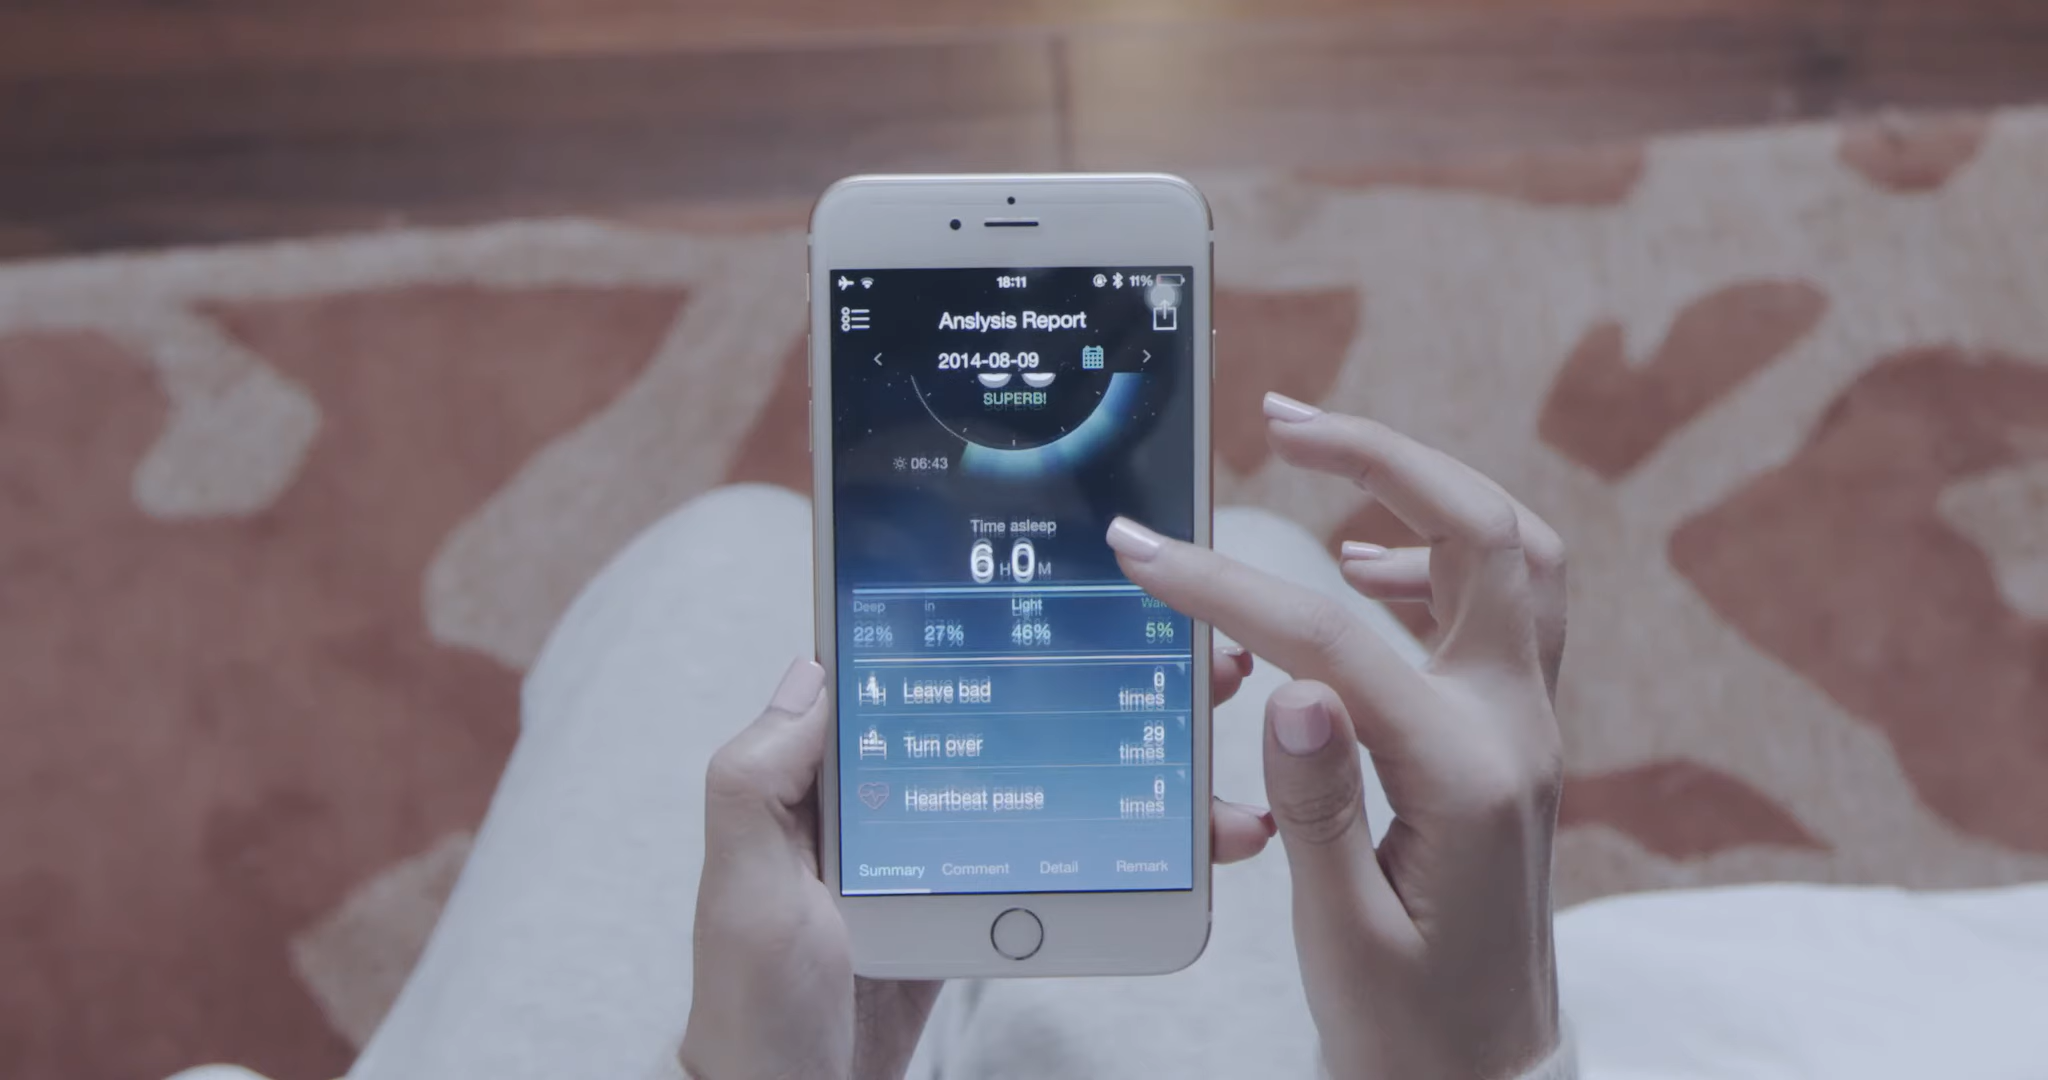 18:11 11%
Anslysis Report
2014-08-09
SUPERB!
06:43
Time asleep
6 H 0 M
Deep in Light
22% 27% 46% 5%
Leave bad 0 times
Turn over 29 times
Heartbeat pause 0 times
Summary Comment Detail Remark